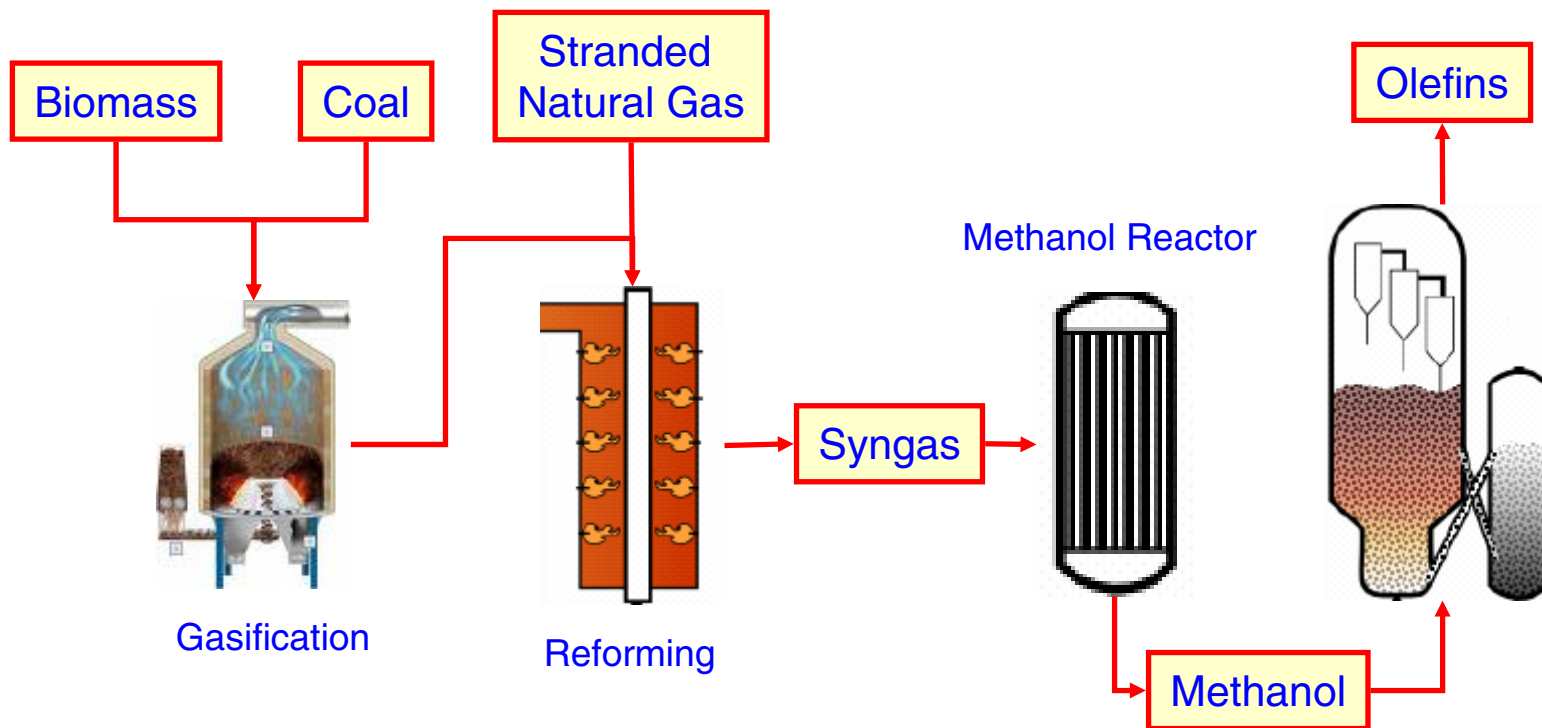 Biomass
Coal
Stranded
Natural Gas
Olefins
Methanol Reactor
Syngas
Gasification
Reforming
Methanol